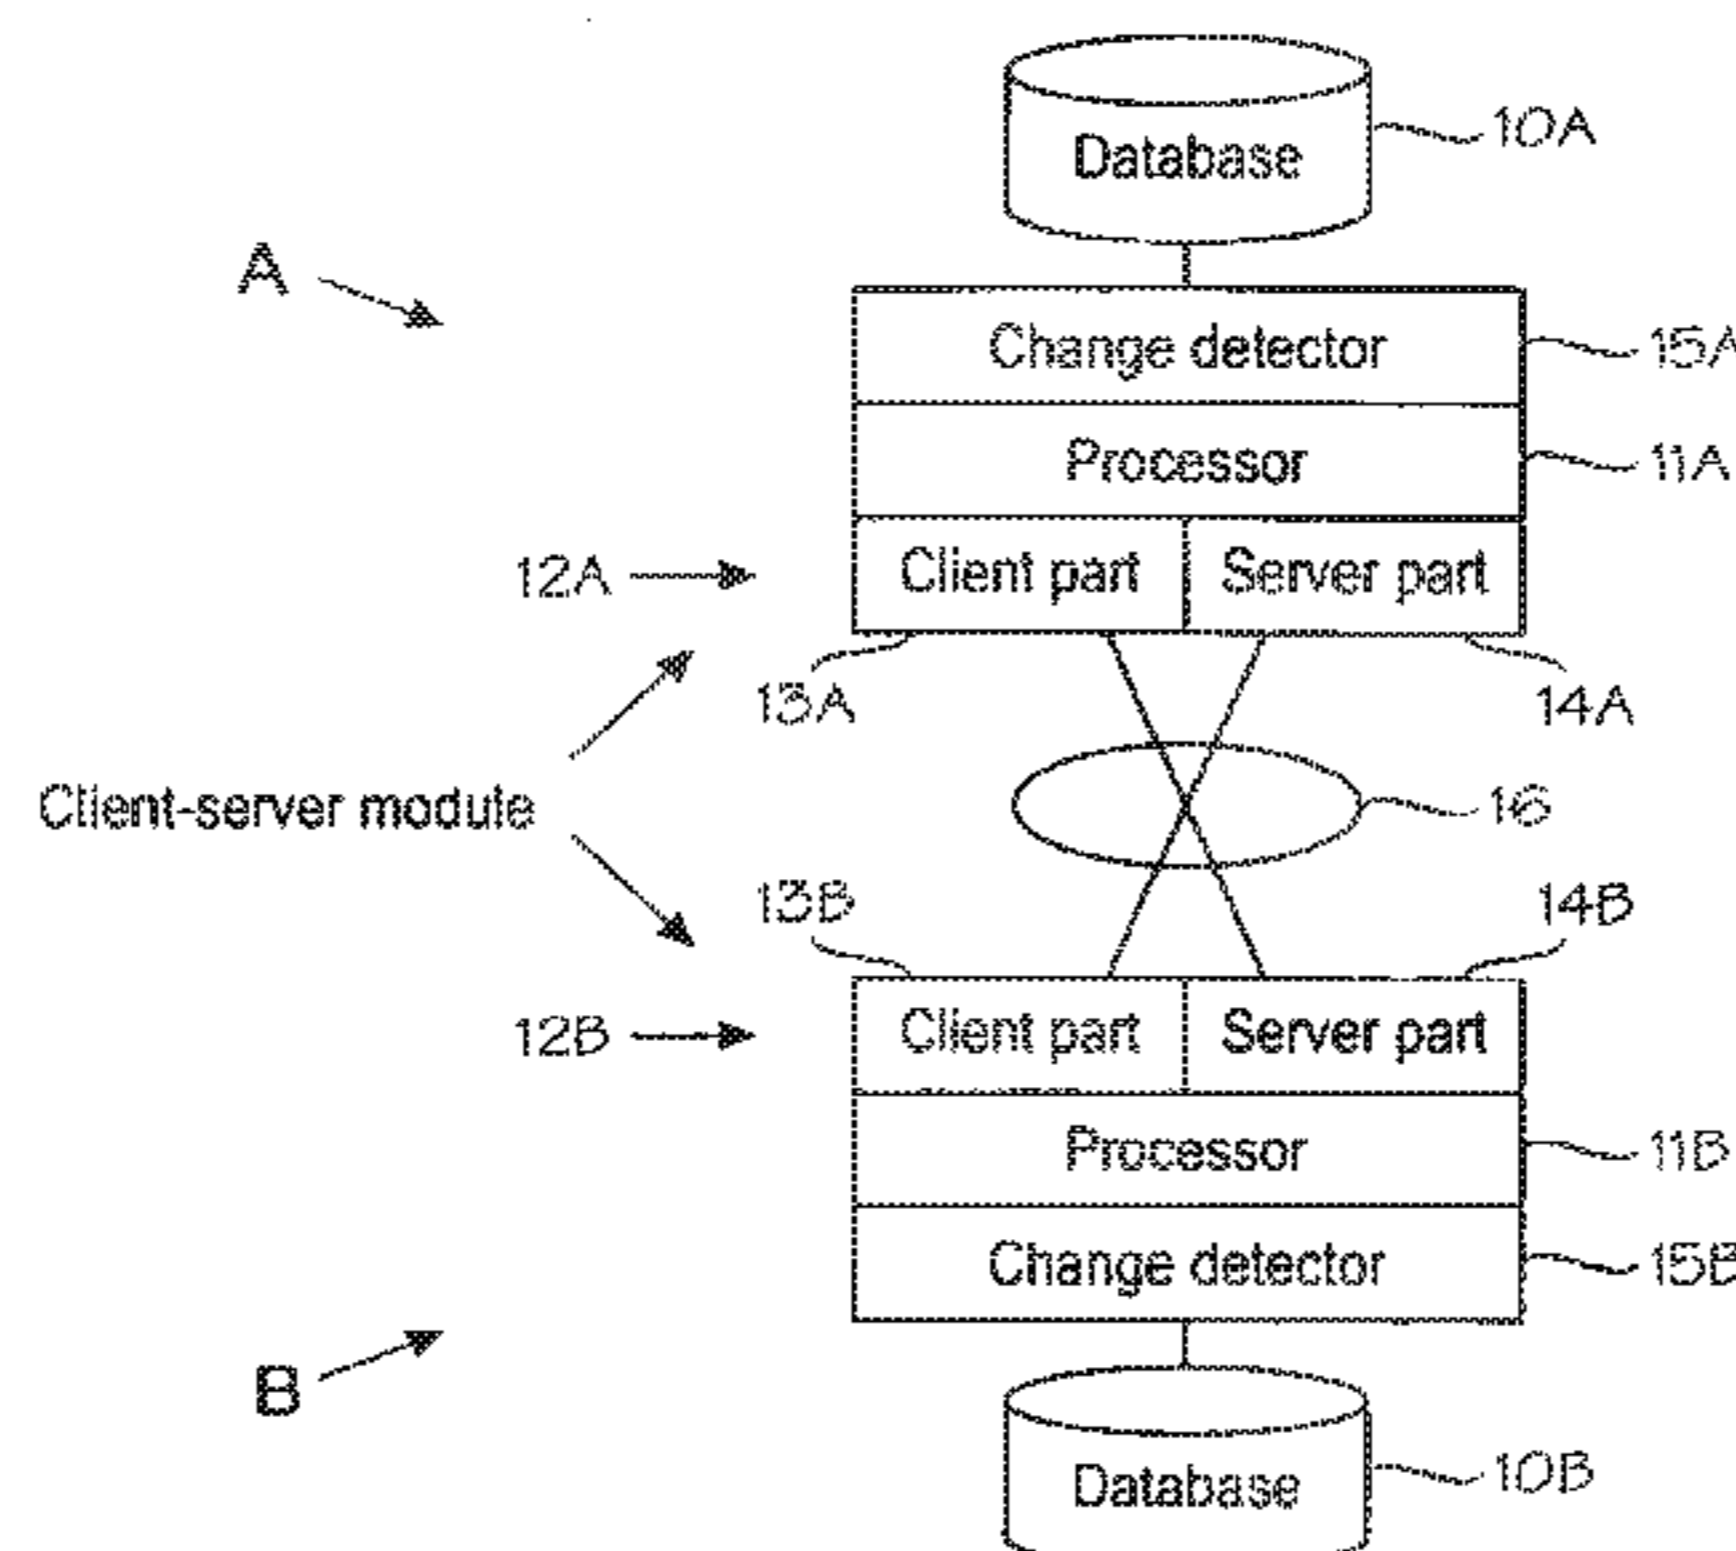 Database
10A
A
Change detector
15A
Processor
11A
12A
Client part
Server part
13A
14A
Client-server module
16
13B
14B
12B
Client part
Server part
Processor
11B
Change detector
15B
B
Database
10B